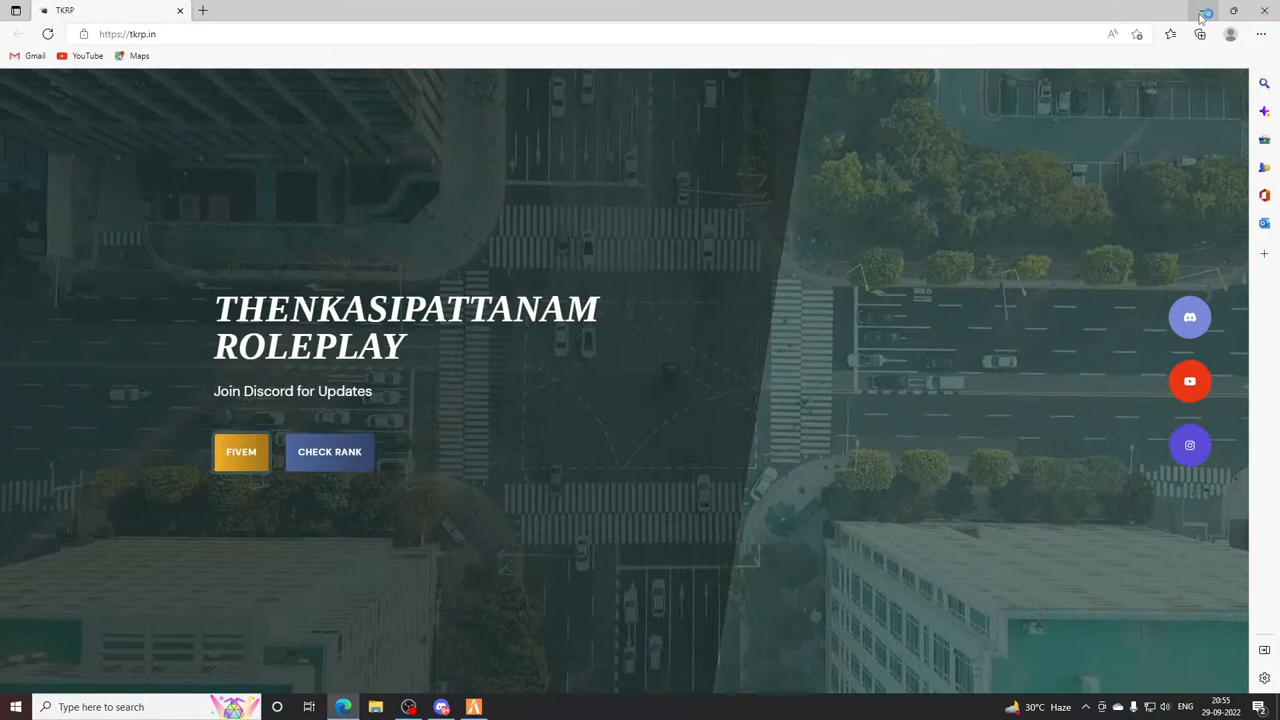 TKRP
https://tkrp.in
Gmail
YouTube
Maps
THENKASIPATTANAM
ROLEPLAY
Join Discord for Updates
FIVEM
CHECK RANK
Type here to search
30°C Haze
ENG
20:55
29-09-2022
2